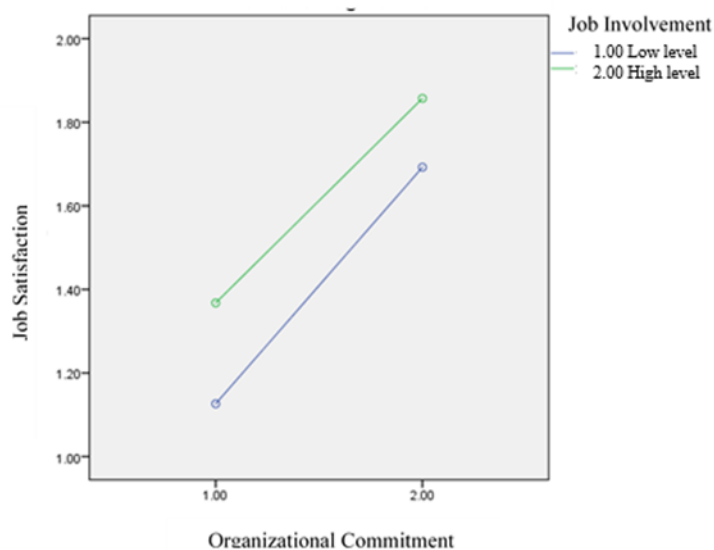 Job Involvement
1.00 Low level
2.00 High level
2.00
1.80
1.60
1.40
1.20
1.00
Job Satisfaction
1.00
2.00
Organizational Commitment